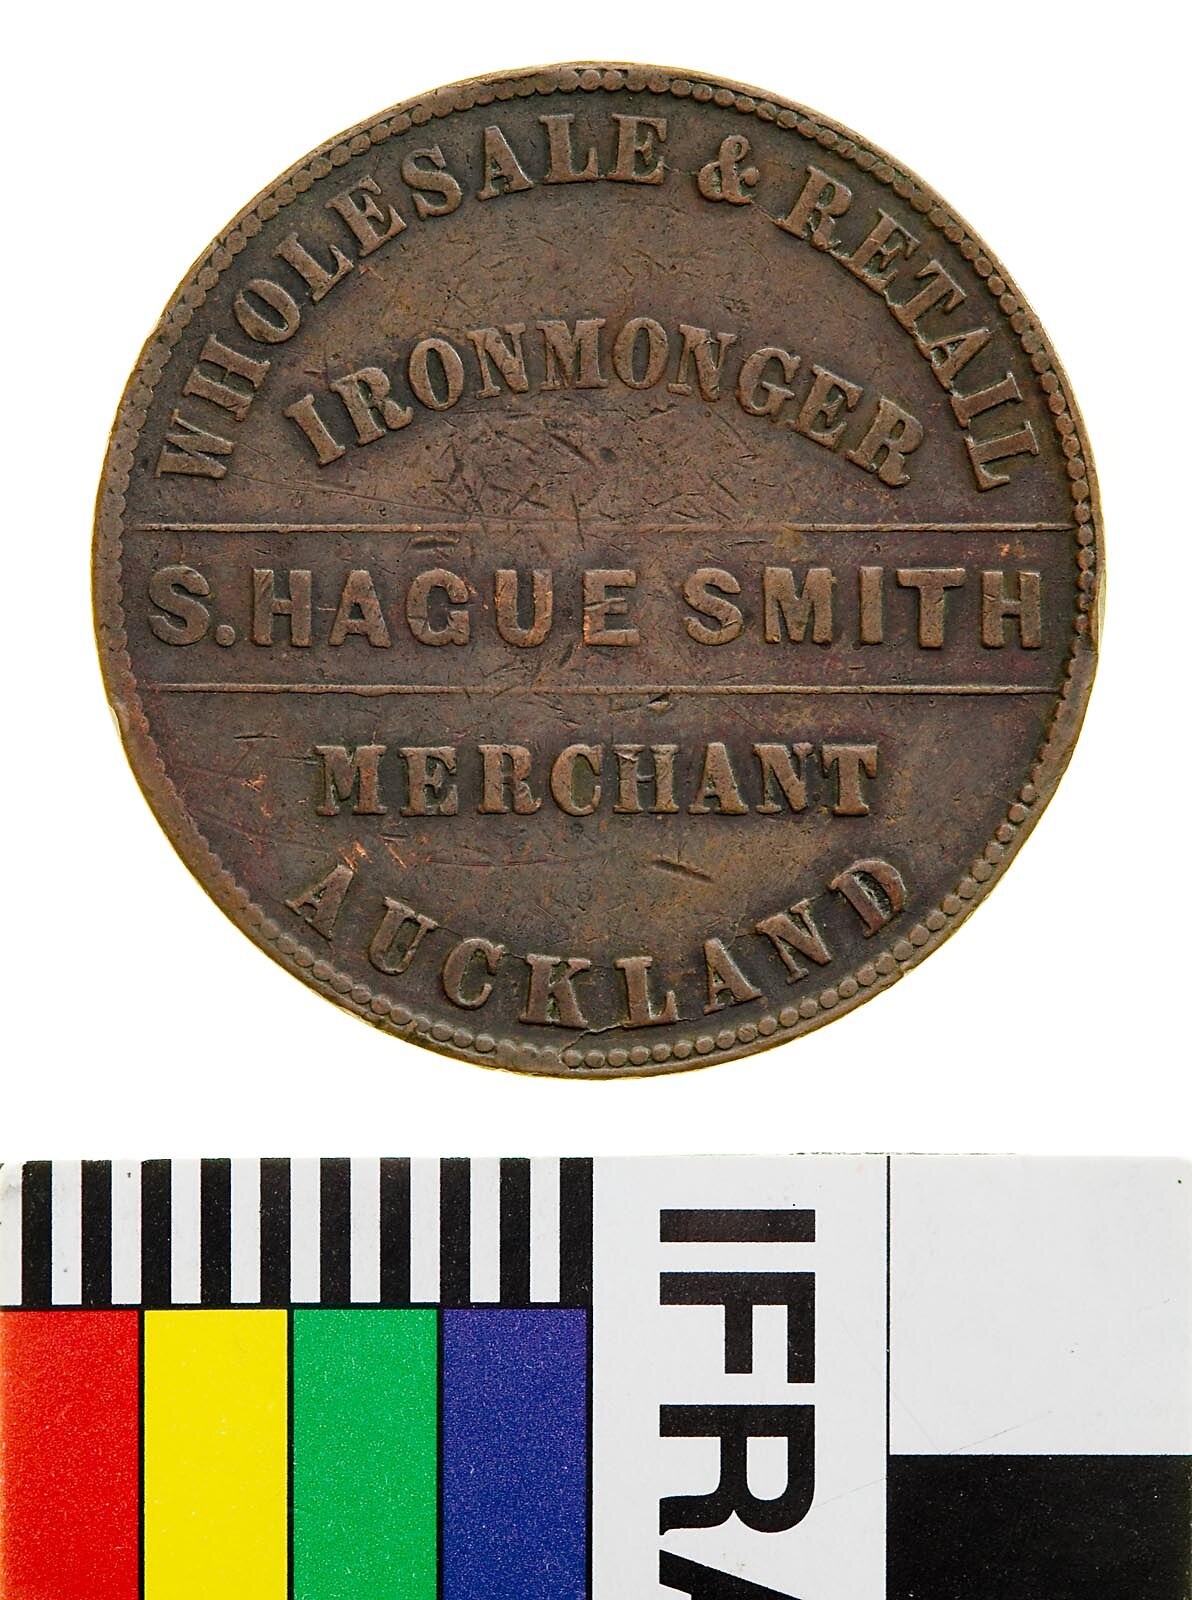 WHOLESALE & RETAIL
IRONMONGER
S. HAGUE SMITH
MERCHANT
AUCKLAND
IFRA